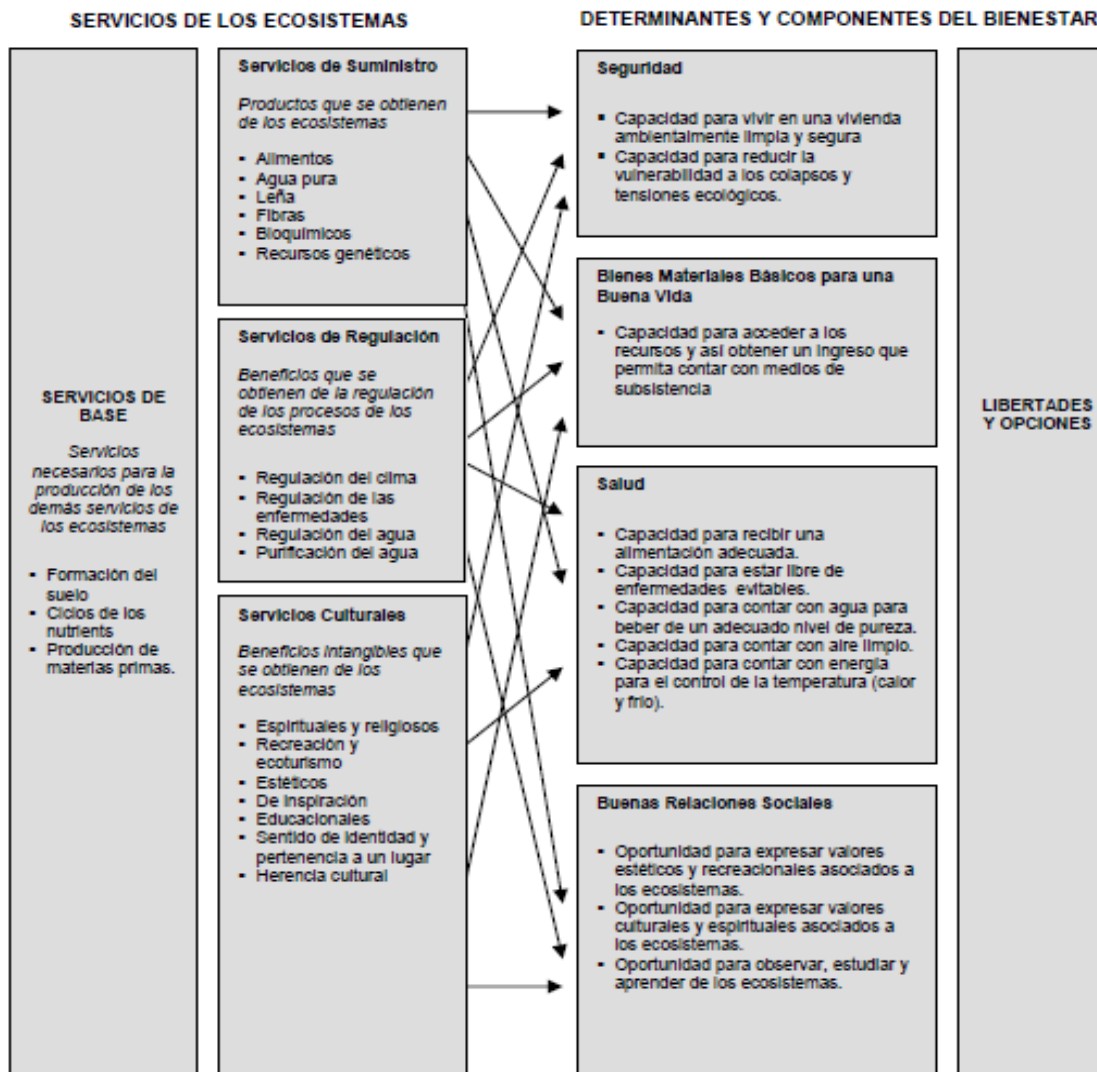 SERVICIOS DE LOS ECOSISTEMAS
DETERMINANTES Y COMPONENTES DEL BIENESTAR
SERVICIOS DE
BASE
Servicios
necesarios para la
producción de los
demás servicios de
los ecosistemas
▪ Formación del
suelo
▪ Ciclos de los
nutrients
▪ Producción de
materias primas.
Servicios de Suministro
Productos que se obtienen
de los ecosistemas
▪ Alimentos
▪ Agua pura
▪ Leña
▪ Fibras
▪ Bioquímicos
▪ Recursos genéticos
Servicios de Regulación
Beneficios que se
obtienen de la regulación
de los procesos de los
ecosistemas
▪ Regulación del clima
▪ Regulación de las
enfermedades
▪ Regulación del agua
▪ Purificación del agua
Servicios Culturales
Beneficios intangibles que
se obtienen de los
ecosistemas
▪ Espirituales y religiosos
▪ Recreación y
ecoturismo
▪ Estéticos
▪ De inspiración
▪ Educacionales
▪ Sentido de identidad y
pertenencia a un lugar
▪ Herencia cultural
Seguridad
▪ Capacidad para vivir en una vivienda
ambientalmente limpia y segura
▪ Capacidad para reducir la
vulnerabilidad a los colapsos y
tensiones ecológicos.
Bienes Materiales Básicos para una
Buena Vida
▪ Capacidad para acceder a los
recursos y así obtener un ingreso que
permita contar con medios de
subsistencia
Salud
▪ Capacidad para recibir una
alimentación adecuada.
▪ Capacidad para estar libre de
enfermedades evitables.
▪ Capacidad para contar con agua para
beber de un adecuado nivel de pureza.
▪ Capacidad para contar con aire limpio.
▪ Capacidad para contar con energía
para el control de la temperatura (calor
y frío).
Buenas Relaciones Sociales
▪ Oportunidad para expresar valores
estéticos y recreacionales asociados a
los ecosistemas.
▪ Oportunidad para expresar valores
culturales y espirituales asociados a
los ecosistemas.
▪ Oportunidad para observar, estudiar y
aprender de los ecosistemas.
LIBERTADES
Y OPCIONES